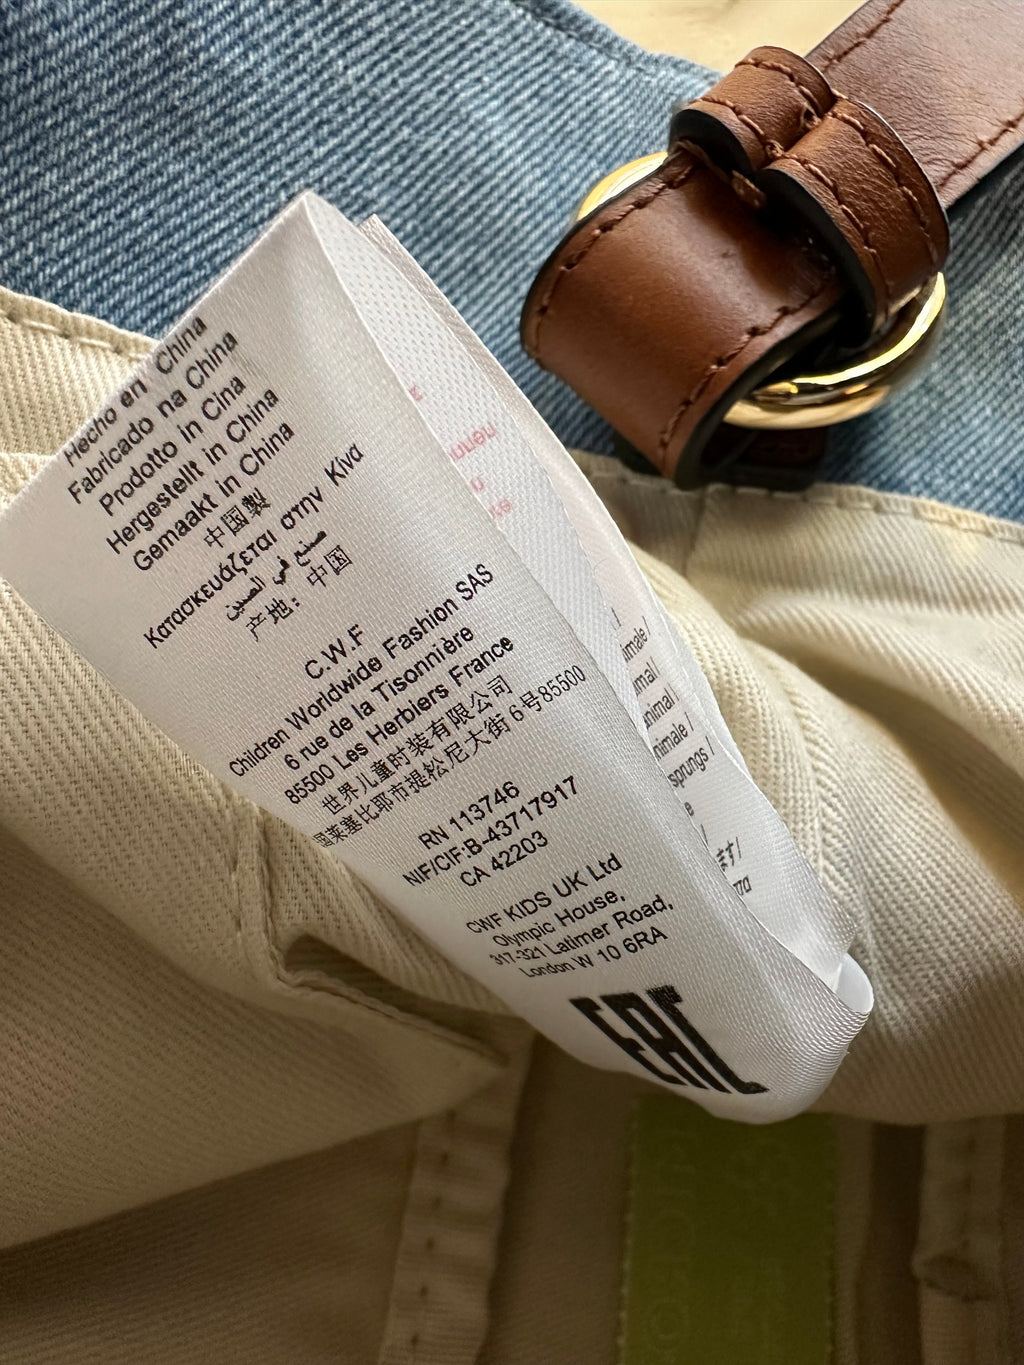 Hecho en China
Fabricado na China
Prodotto in Cina
Hergestellt in China
Gemaakt in China
中国製
Κατασκευάζεται στην Κίνα
صنع في الصين
产地：中国
C.W.F
Children Worldwide Fashion SAS
6 rue de la Tisonnière
85500 Les Herbiers France
世界儿童时装有限公司
国莱塞比耶市提松尼大街6号85500
RN 113746
NIF/CIF:B-43717917
CA 42203
CWF KIDS UK Ltd
Olympic House,
317-321 Latimer Road,
London W 10 6RA
EAC